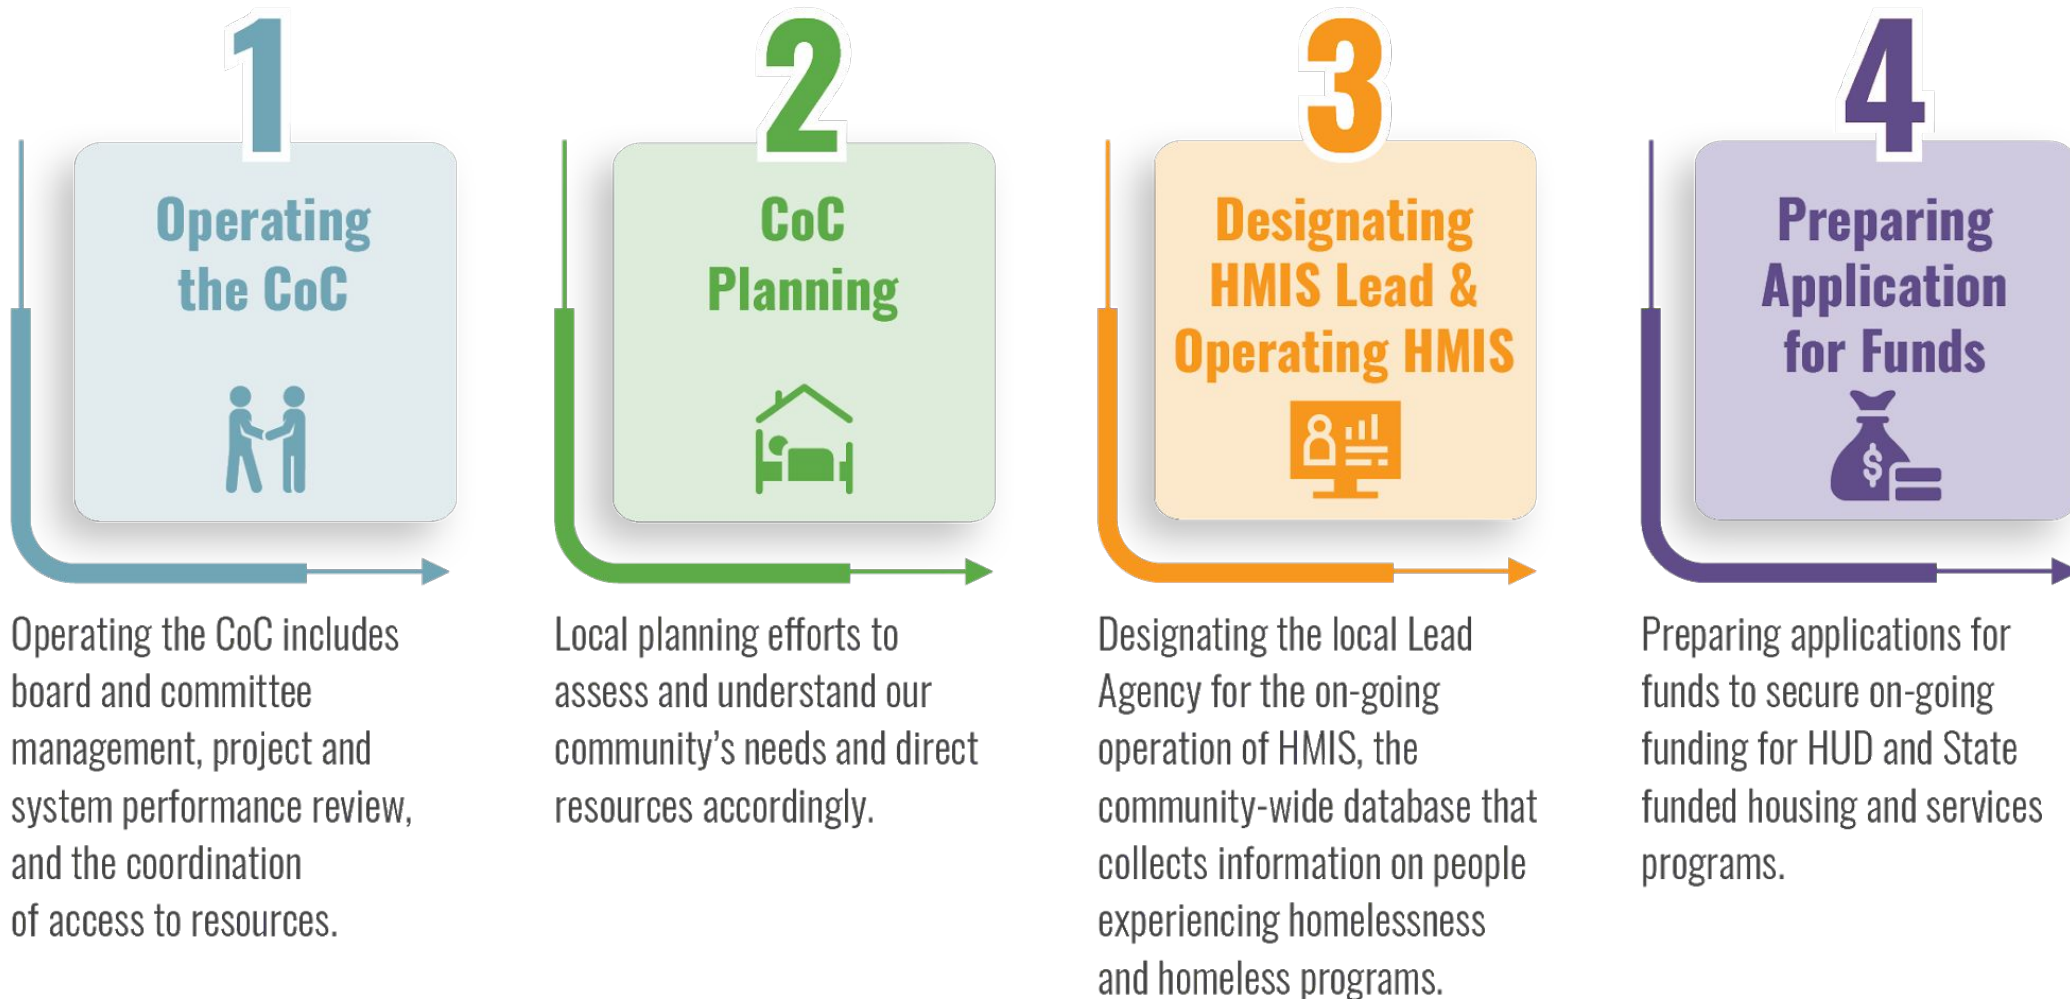 1
Operating
the CoC
Operating the CoC includes
board and committee
management, project and
system performance review,
and the coordination
of access to resources.
2
CoC
Planning
Local planning efforts to
assess and understand our
community’s needs and direct
resources accordingly.
3
Designating
HMIS Lead &
Operating HMIS
Designating the local Lead
Agency for the on-going
operation of HMIS, the
community-wide database that
collects information on people
experiencing homelessness
and homeless programs.
4
Preparing
Application
for Funds
$
Preparing applications for
funds to secure on-going
funding for HUD and State
funded housing and services
programs.